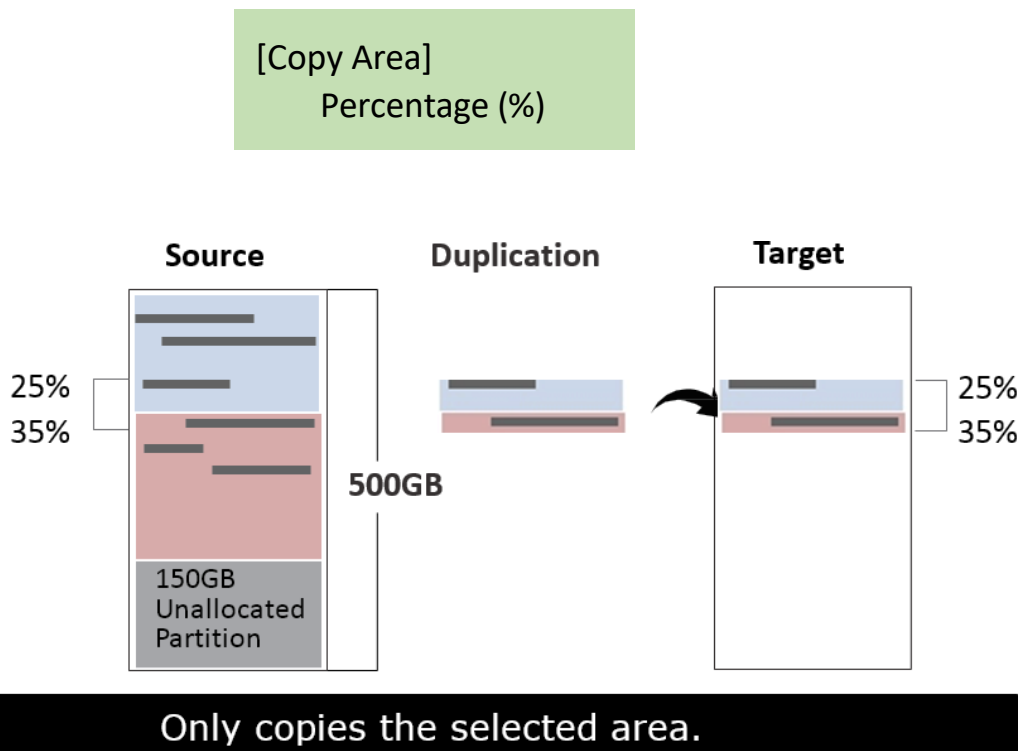 [Copy Area]
Percentage (%)
Source
Duplication
Target
25%
35%
500GB
25%
35%
150GB
Unallocated
Partition
Only copies the selected area.